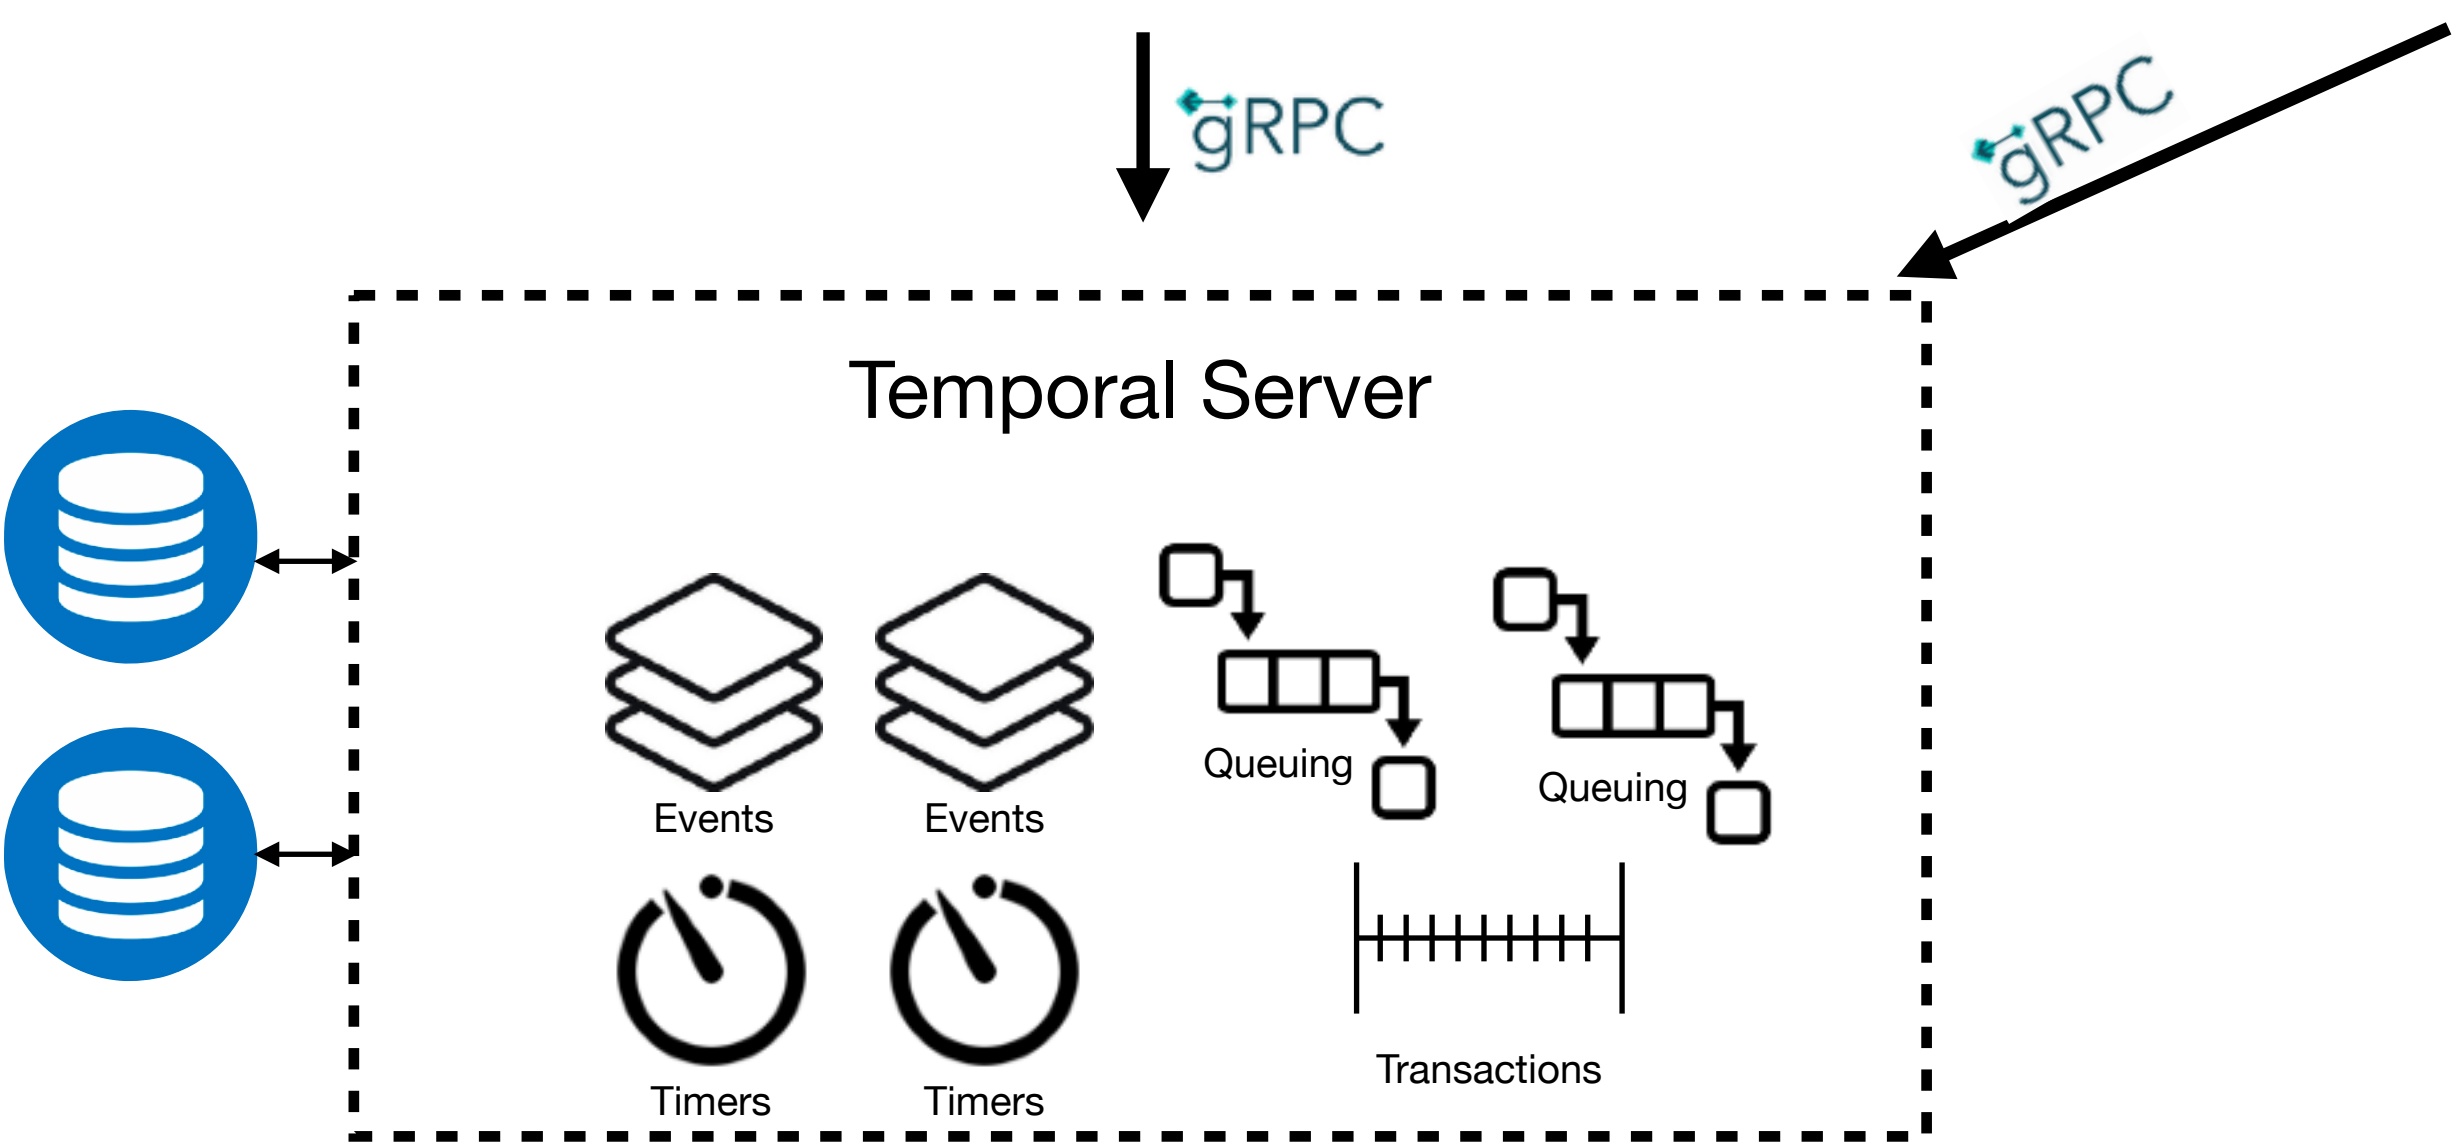 gRPC
gRPC
Temporal Server
Queuing
Queuing
Events
Events
Transactions
Timers
Timers